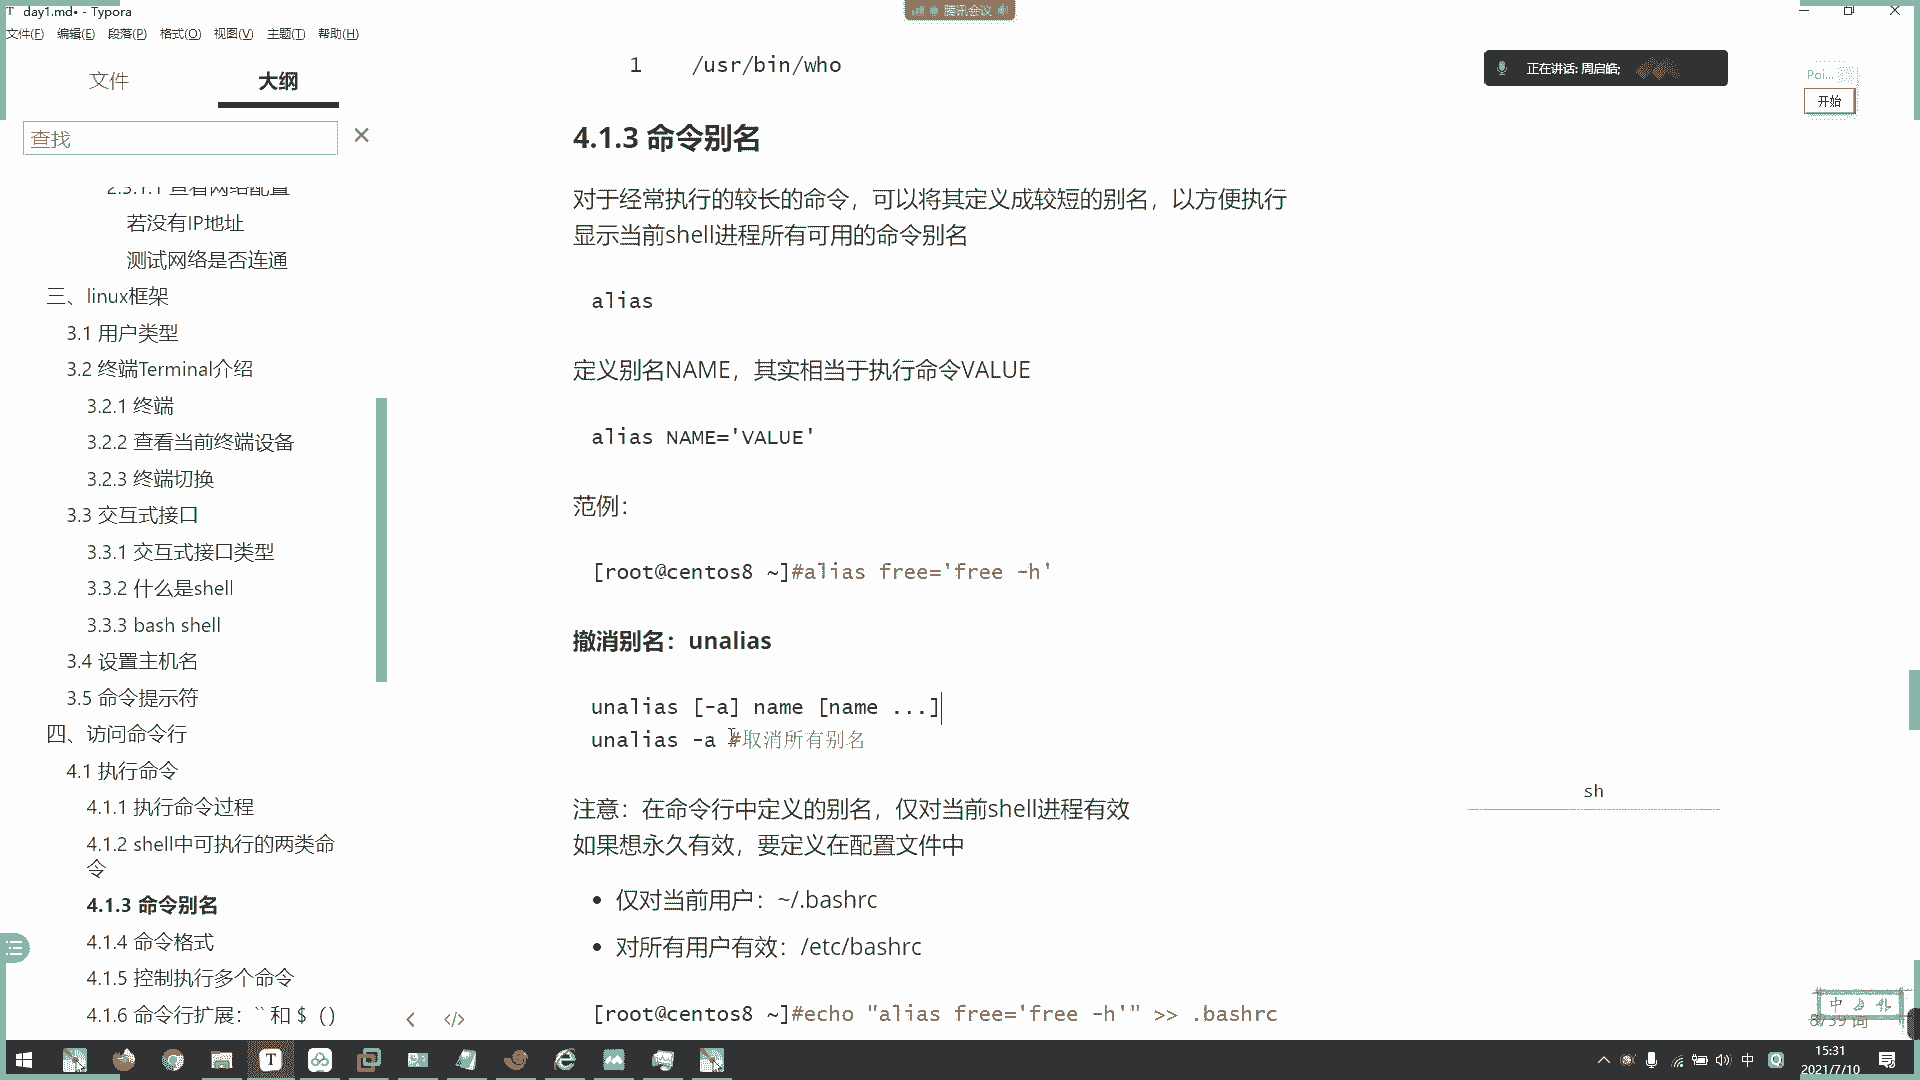 day1.md• - Typora
腾讯会议
文件(F) 编辑(E) 段落(P) 格式(O) 视图(V) 主题(T) 帮助(H)
正在讲话: 周启皓;
Poi...
开始
文件 大纲
查找
2.3.1.1 查看网络配置
若没有IP地址
测试网络是否连通
三、linux框架
3.1 用户类型
3.2 终端Terminal介绍
3.2.1 终端
3.2.2 查看当前终端设备
3.2.3 终端切换
3.3 交互式接口
3.3.1 交互式接口类型
3.3.2 什么是shell
3.3.3 bash shell
3.4 设置主机名
3.5 命令提示符
四、访问命令行
4.1 执行命令
4.1.1 执行命令过程
4.1.2 shell中可执行的两类命
令
4.1.3 命令别名
4.1.4 命令格式
4.1.5 控制执行多个命令
4.1.6 命令行扩展：`` 和 $（）
1 /usr/bin/who
4.1.3 命令别名
对于经常执行的较长的命令，可以将其定义成较短的别名，以方便执行
显示当前shell进程所有可用的命令别名
alias
定义别名NAME，其实相当于执行命令VALUE
alias NAME='VALUE'
范例：
[root@centos8 ~]#alias free='free -h'
撤消别名：unalias
unalias [-a] name [name ...]
unalias -a #取消所有别名
sh
注意：在命令行中定义的别名，仅对当前shell进程有效
如果想永久有效，要定义在配置文件中
• 仅对当前用户：~/.bashrc
• 对所有用户有效：/etc/bashrc
[root@centos8 ~]#echo "alias free='free -h'" >> .bashrc
中
中
15:31
2021/7/10